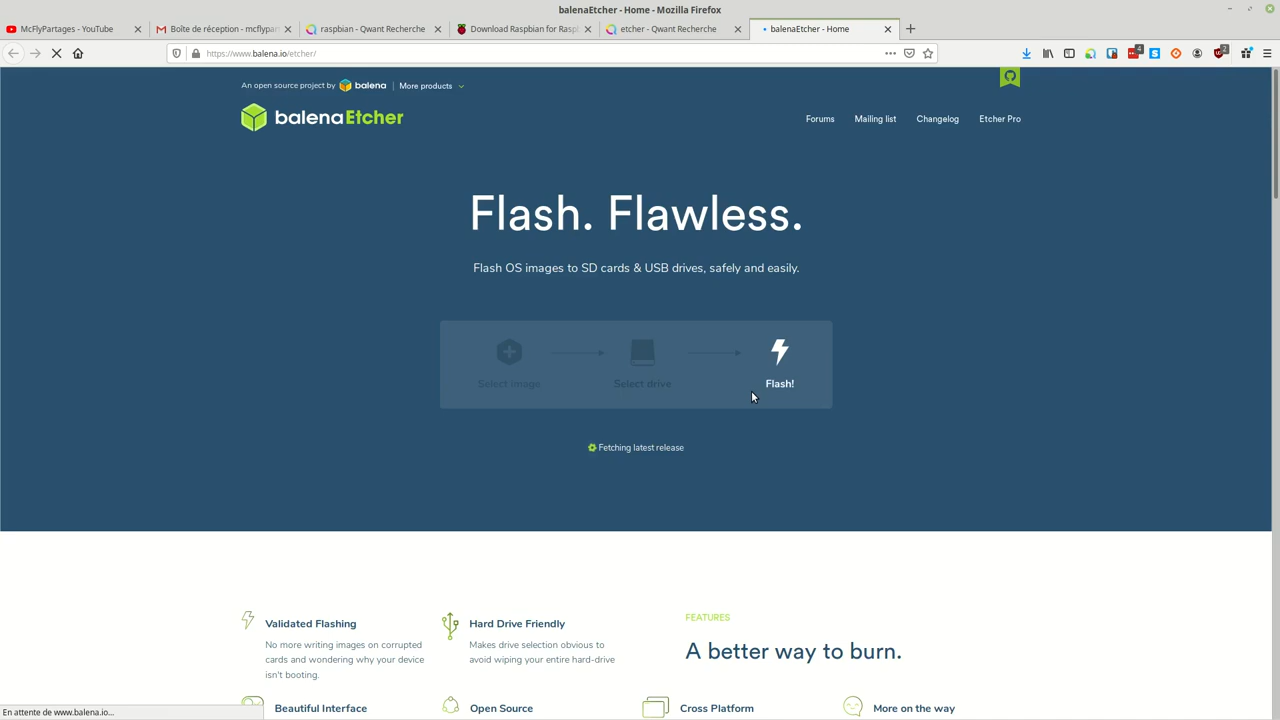 balenaEtcher - Home - Mozilla Firefox
McFlyPartages - YouTube
Boîte de réception - mcflypar
raspbian - Qwant Recherche
Download Raspbian for Raspb
etcher - Qwant Recherche
balenaEtcher - Home
https://www.balena.io/etcher/
4
2
An open source project by balena
More products
balenaEtcher
Forums
Mailing list
Changelog
Etcher Pro
Flash. Flawless.
Flash OS images to SD cards & USB drives, safely and easily.
Select image
Select drive
Flash!
Fetching latest release
Validated Flashing
No more writing images on corrupted
cards and wondering why your device
isn't booting.
Hard Drive Friendly
Makes drive selection obvious to
avoid wiping your entire hard-drive
FEATURES
A better way to burn.
Beautiful Interface
Open Source
Cross Platform
More on the way
En attente de www.balena.io...